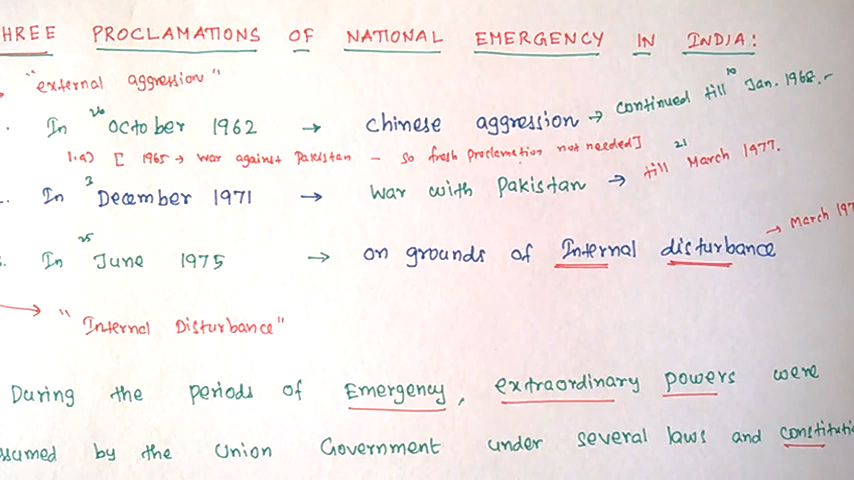 HREE PROCLAMATIONS OF NATIONAL EMERGENCY IN INDIA:
"external aggression"
. In 26 October 1962 → Chinese aggression → continued till 10 Jan. 1968.
1.a) [ 1965 → war against Pakistan - so fresh proclamation not needed]
. In 3 December 1971 → War with Pakistan → till 21 March 1977.
. In 25 June 1975 → on grounds of Internal disturbance → March 197
→ "Internal Disturbance"
During the periods of Emergency, extraordinary powers were
ssumed by the Union Government under several laws and constituti